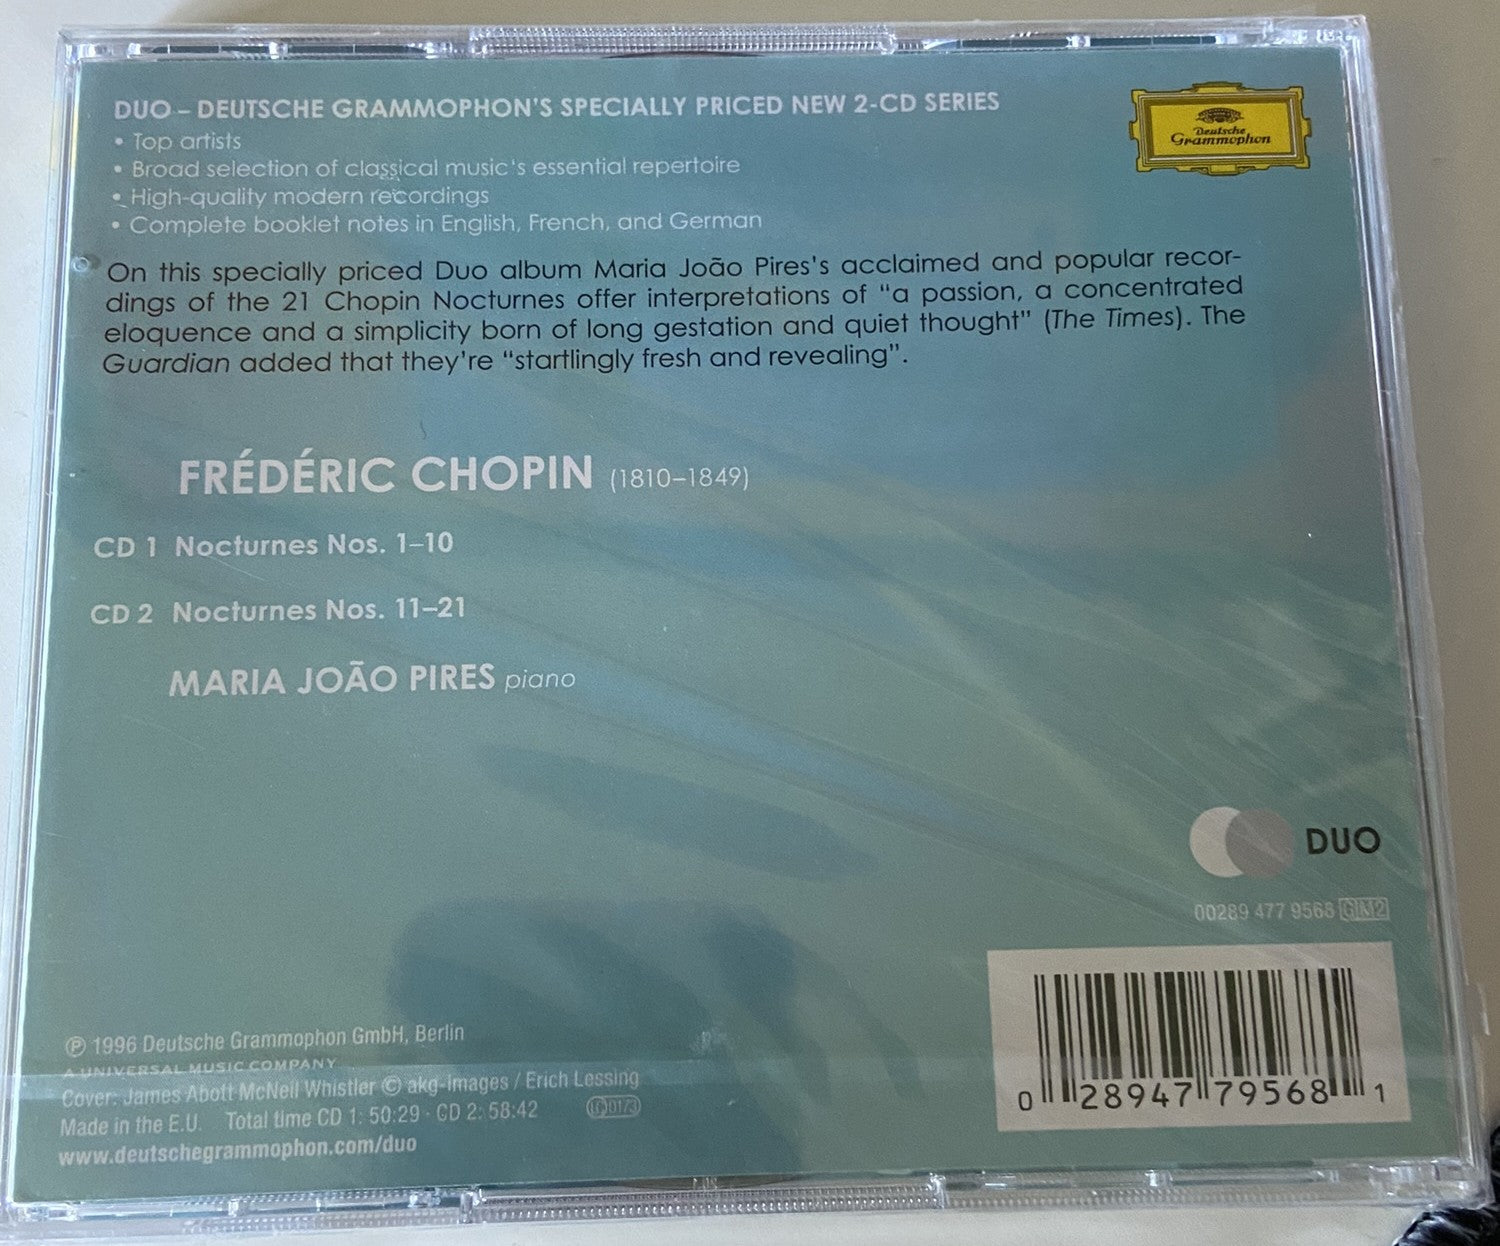 DUO – DEUTSCHE GRAMMOPHON'S SPECIALLY PRICED NEW 2-CD SERIES
• Top artists
• Broad selection of classical music's essential repertoire
• High-quality modern recordings
• Complete booklet notes in English, French, and German
Deutsche
Grammophon
On this specially priced Duo album Maria João Pires's acclaimed and popular recor-
dings of the 21 Chopin Nocturnes offer interpretations of "a passion, a concentrated
eloquence and a simplicity born of long gestation and quiet thought" (The Times). The
Guardian added that they're "startlingly fresh and revealing".
FRÉDÉRIC CHOPIN (1810–1849)
CD 1 Nocturnes Nos. 1–10
CD 2 Nocturnes Nos. 11–21
MARIA JOÃO PIRES piano
DUO
00289 477 9568 GM2
℗ 1996 Deutsche Grammophon GmbH, Berlin
A UNIVERSAL MUSIC COMPANY
Cover: James Abott McNeil Whistler © akg-images / Erich Lessing
Made in the E.U. Total time CD 1: 50:29 · CD 2: 58:42
www.deutschegrammophon.com/duo
0 28947 79568 1